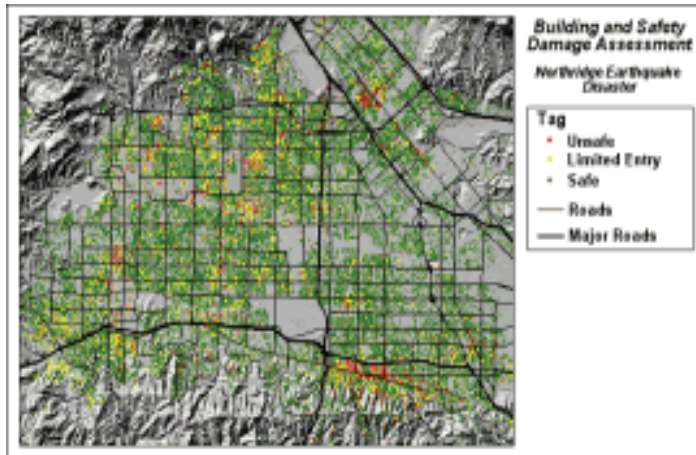 Building and Safety
Damage Assessment
Northridge Earthquake
Disaster
Tag
Unsafe
Limited Entry
Safe
Roads
Major Roads